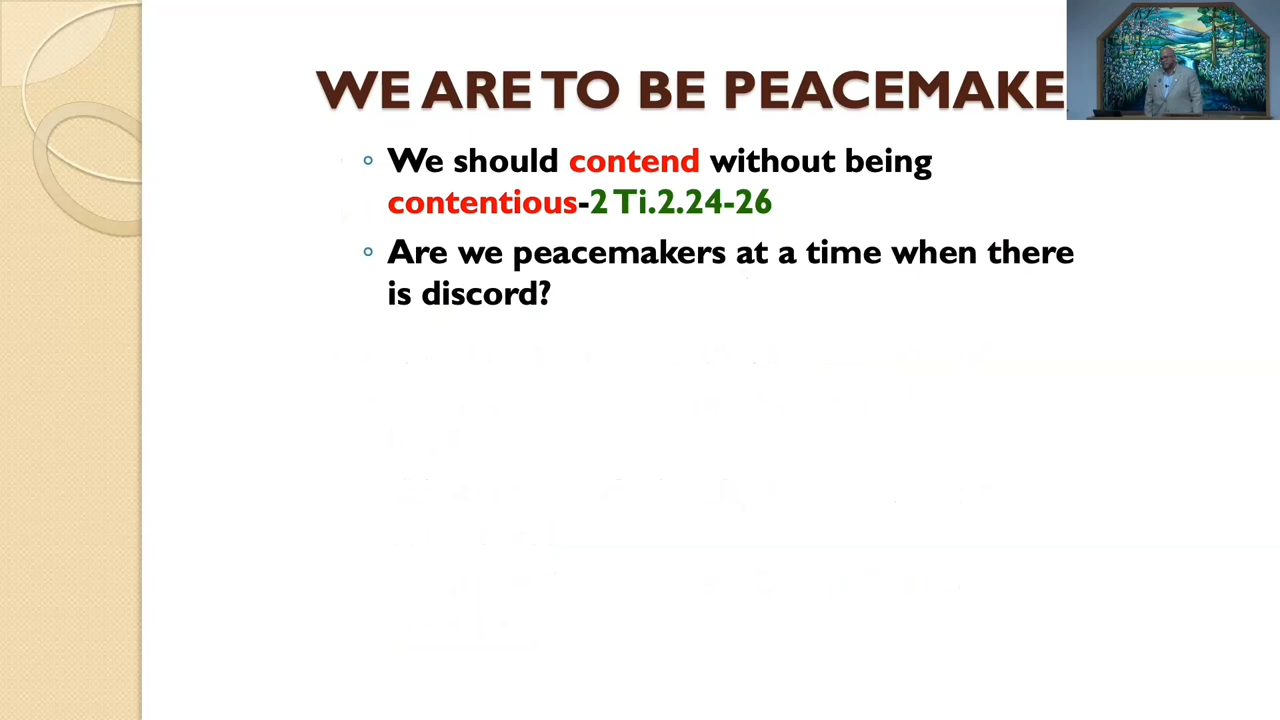 WE ARE TO BE PEACEMAKE
We should contend without being
contentious-2 Ti.2.24-26
Are we peacemakers at a time when there
is discord?